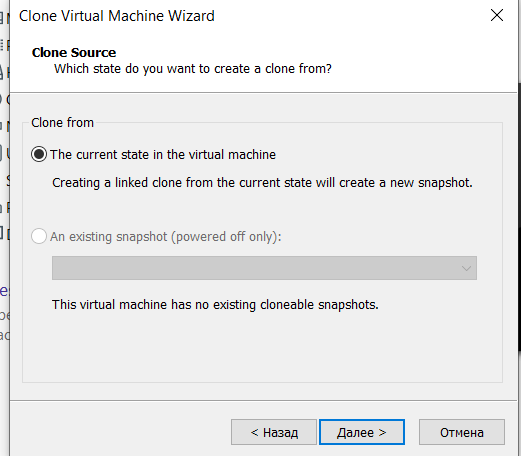 Clone Virtual Machine Wizard
Clone Source
Which state do you want to create a clone from?
Clone from
The current state in the virtual machine
Creating a linked clone from the current state will create a new snapshot.
An existing snapshot (powered off only):
This virtual machine has no existing cloneable snapshots.
< Назад
Далее >
Отмена